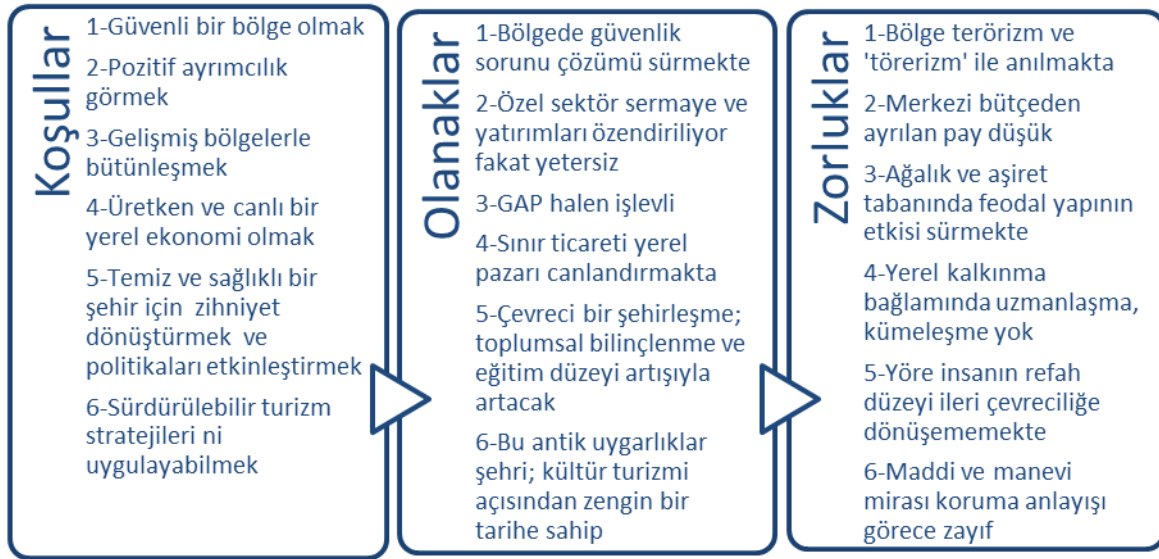 Koşullar
1-Güvenli bir bölge olmak
2-Pozitif ayrımcılık
görmek
3-Gelişmiş bölgelerle
bütünleşmek
4-Üretken ve canlı bir
yerel ekonomi olmak
5-Temiz ve sağlıklı bir
şehir için zihniyet
dönüştürmek ve
politikaları etkinleştirmek
6-Sürdürülebilir turizm
stratejileri ni
uygulayabilmek
Olanaklar
1-Bölgede güvenlik
sorunu çözümü sürmekte
2-Özel sektör sermaye ve
yatırımları özendiriliyor
fakat yetersiz
3-GAP halen işlevli
4-Sınır ticareti yerel
pazarı canlandırmakta
5-Çevreci bir şehirleşme;
toplumsal bilinçlenme ve
eğitim düzeyi artışıyla
artacak
6-Bu antik uygarlıklar
şehri; kültür turizmi
açısından zengin bir
tarihe sahip
Zorluklar
1-Bölge terörizm ve
'törerizm' ile anılmakta
2-Merkezi bütçeden
ayrılan pay düşük
3-Ağalık ve aşiret
tabanında feodal yapının
etkisi sürmekte
4-Yerel kalkınma
bağlamında uzmanlaşma,
kümeleşme yok
5-Yöre insanın refah
düzeyi ileri çevreciliğe
dönüşememekte
6-Maddi ve manevi
mirası koruma anlayışı
görece zayıf